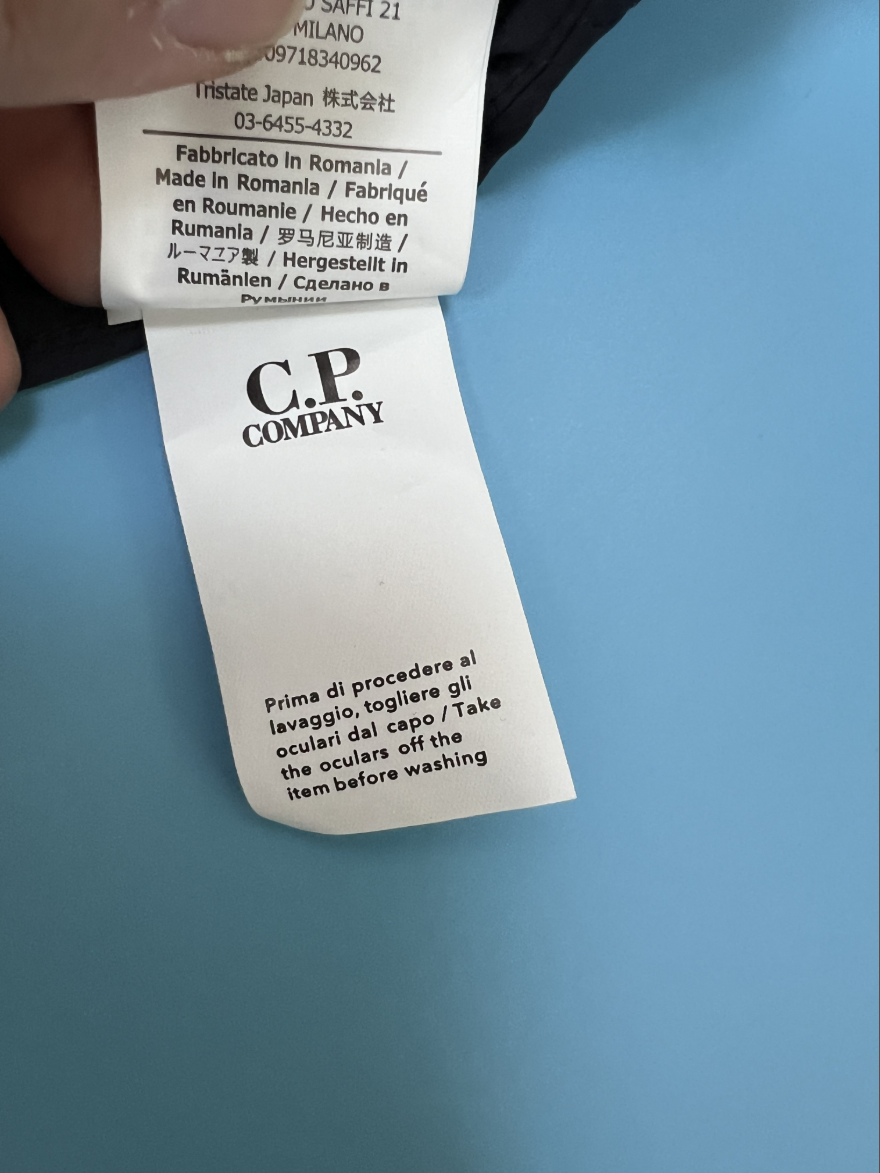 SAFFI 21
MILANO
09718340962
Tristate Japan 株式会社
03-6455-4332
Fabbricato in Romania /
Made in Romania / Fabriqué
en Roumanie / Hecho en
Rumania / 罗马尼亚制造 /
ルーマニア製 / Hergestellt in
Rumänien / Сделано в
Румынии
C.P.
COMPANY
Prima di procedere al
lavaggio, togliere gli
oculari dal capo / Take
the oculars off the
item before washing